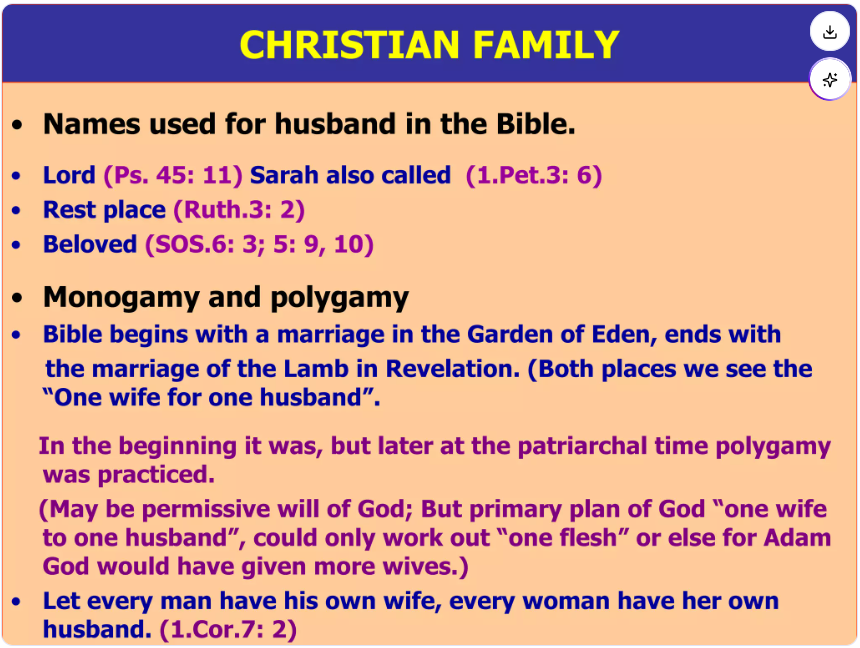 CHRISTIAN FAMILY
• Names used for husband in the Bible.
• Lord (Ps. 45: 11) Sarah also called (1.Pet.3: 6)
• Rest place (Ruth.3: 2)
• Beloved (SOS.6: 3; 5: 9, 10)
• Monogamy and polygamy
• Bible begins with a marriage in the Garden of Eden, ends with
the marriage of the Lamb in Revelation. (Both places we see the
“One wife for one husband”.
In the beginning it was, but later at the patriarchal time polygamy
was practiced.
(May be permissive will of God; But primary plan of God “one wife
to one husband”, could only work out “one flesh” or else for Adam
God would have given more wives.)
• Let every man have his own wife, every woman have her own
husband. (1.Cor.7: 2)